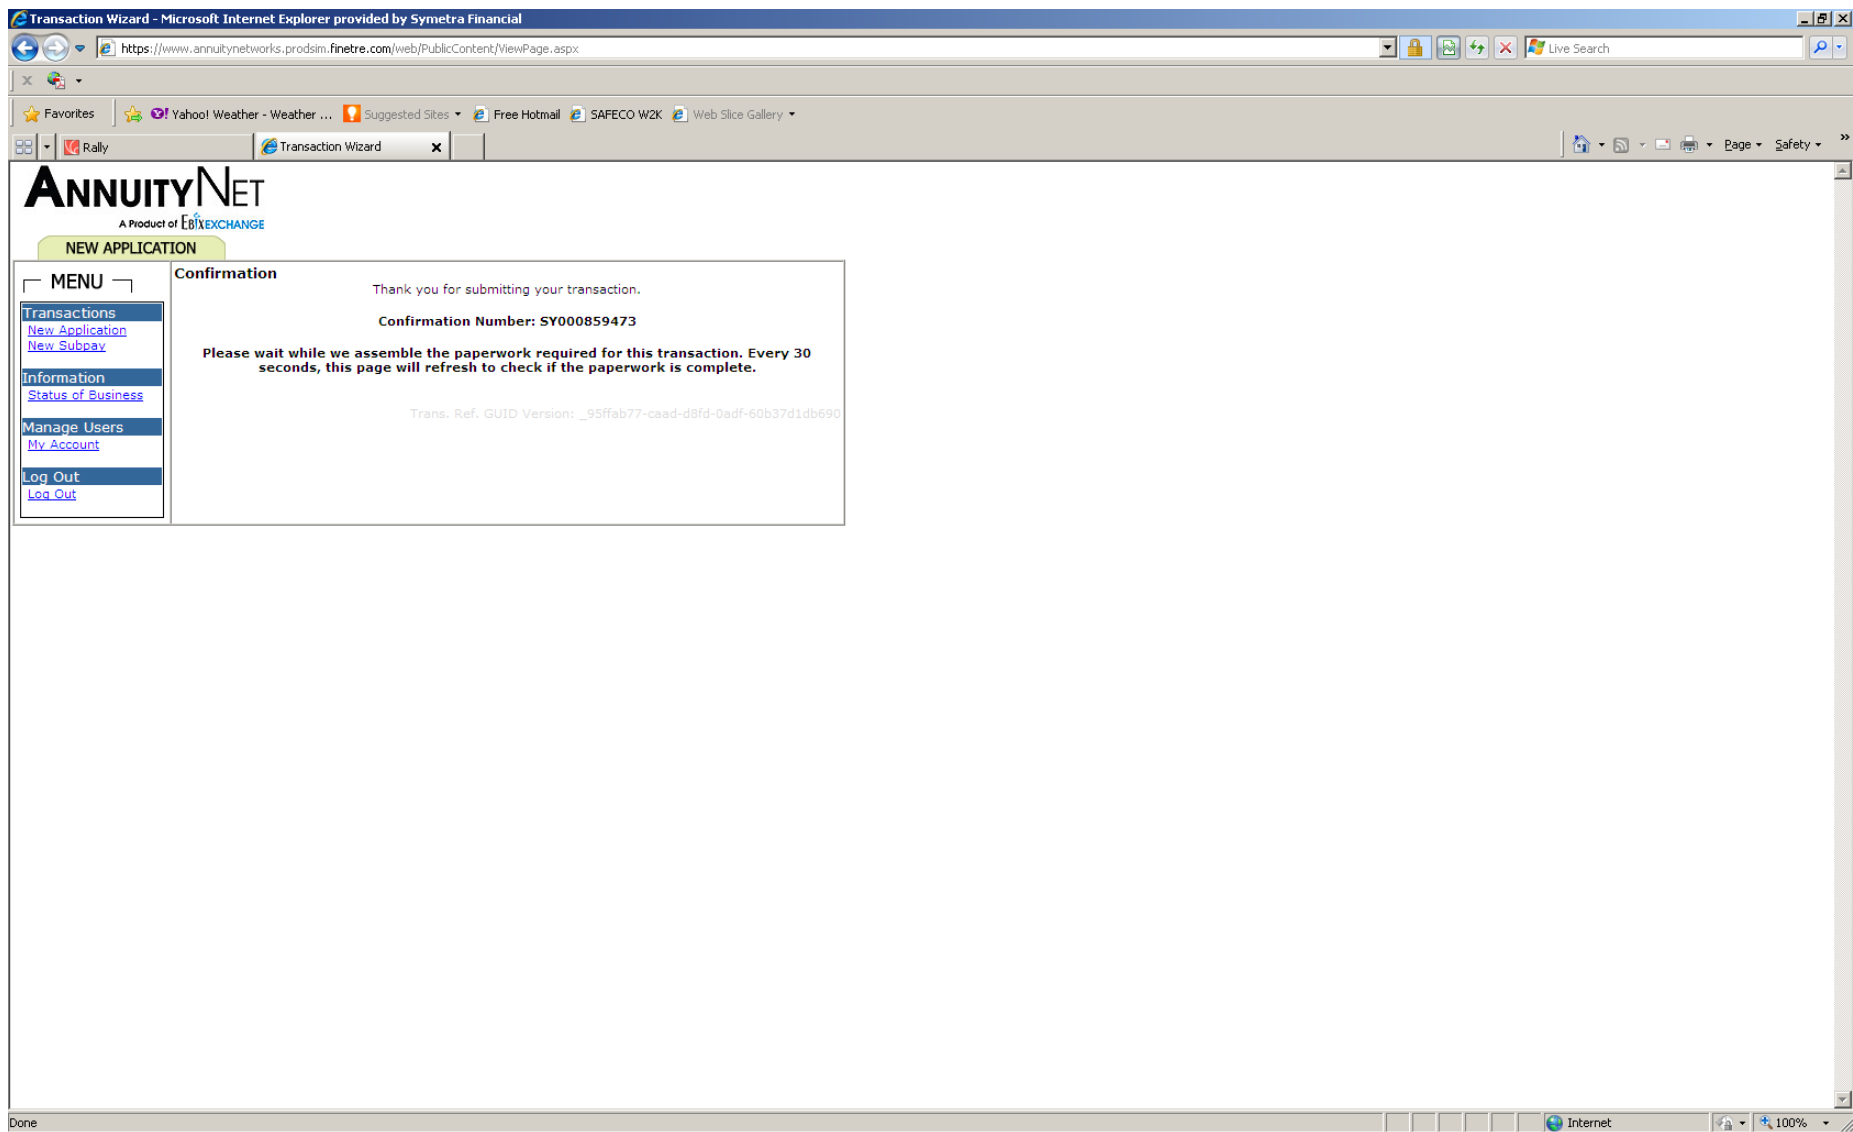 Transaction Wizard - Microsoft Internet Explorer provided by Symetra Financial
https://www.annuitynetworks.prodsim.finetre.com/web/PublicContent/ViewPage.aspx
Live Search
x
Favorites
Yahoo! Weather - Weather ...
Suggested Sites
Free Hotmail
SAFECO W2K
Web Slice Gallery
Rally
Transaction Wizard
Page
Safety
»
ANNUITYNET
A Product of EBIXEXCHANGE
NEW APPLICATION
MENU
Transactions
New Application
New Subpay
Information
Status of Business
Manage Users
My Account
Log Out
Log Out
Confirmation
Thank you for submitting your transaction.
Confirmation Number: SY000859473
Please wait while we assemble the paperwork required for this transaction. Every 30
seconds, this page will refresh to check if the paperwork is complete.
Trans. Ref. GUID Version: _95ffab77-caad-d8fd-0adf-60b37d1db690
Done
Internet
100%